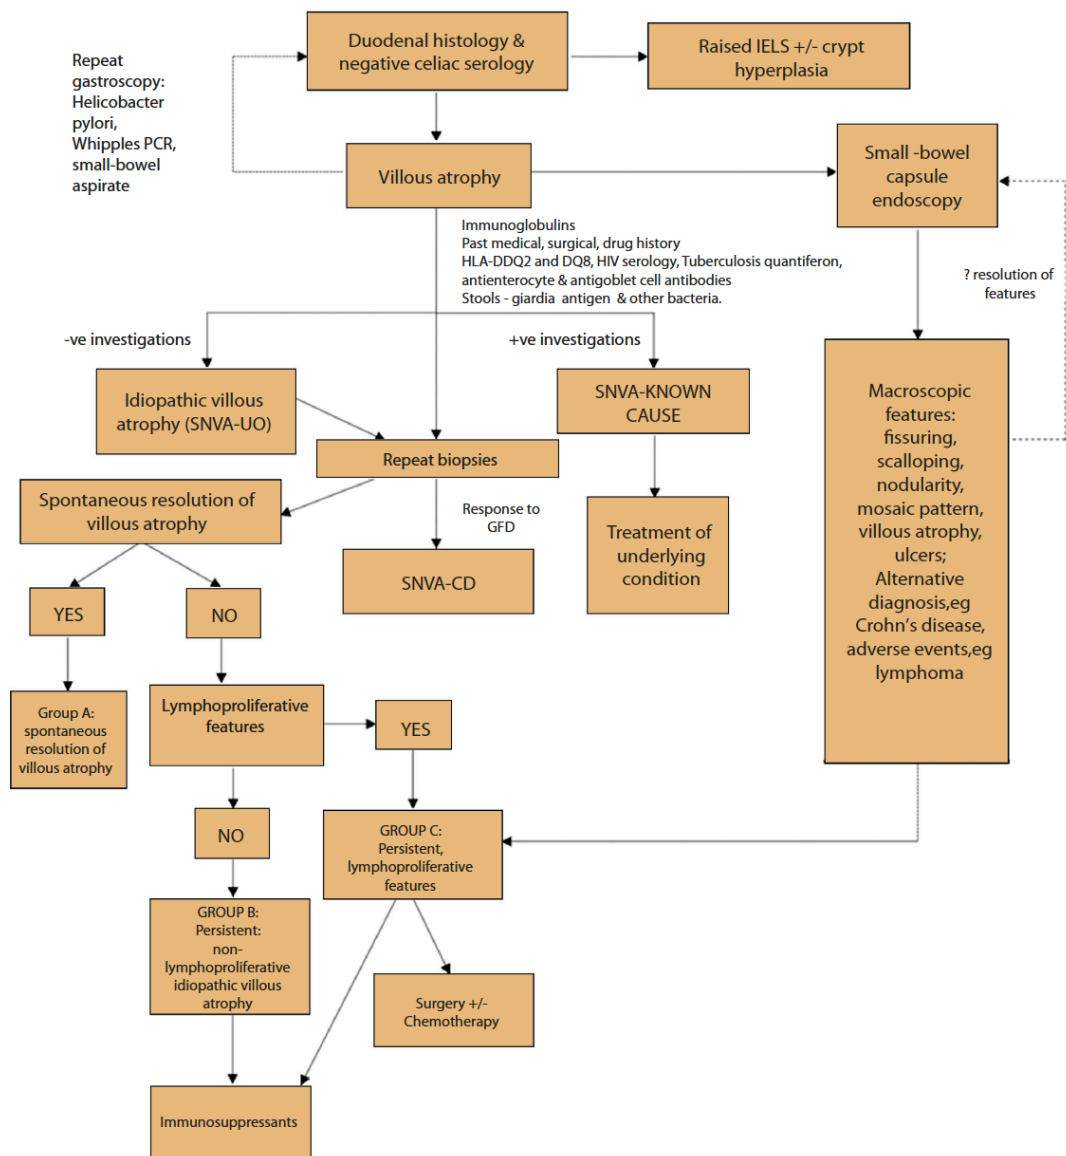 Duodenal histology &
negative celiac serology
Raised IELS +/- crypt
hyperplasia
Repeat
gastroscopy:
Helicobacter
pylori,
Whipples PCR,
small-bowel
aspirate
Villous atrophy
Small -bowel
capsule
endoscopy
Immunoglobulins
Past medical, surgical, drug history
HLA-DDQ2 and DQ8, HIV serology, Tuberculosis quantiferon,
antienterocyte & antigoblet cell antibodies
Stools - giardia antigen & other bacteria.
? resolution of
features
-ve investigations
+ve investigations
Idiopathic villous
atrophy (SNVA-UO)
SNVA-KNOWN
CAUSE
Macroscopic
features:
fissuring,
scalloping,
nodularity,
mosaic pattern,
villous atrophy,
ulcers;
Alternative
diagnosis,eg
Crohn's disease,
adverse events,eg
lymphoma
Repeat biopsies
Spontaneous resolution of
villous atrophy
Response to
GFD
SNVA-CD
Treatment of
underlying
condition
YES
NO
Group A:
spontaneous
resolution of
villous atrophy
Lymphoproliferative
features
YES
NO
GROUP C:
Persistent,
lymphoproliferative
features
GROUP B:
Persistent:
non-
lymphoproliferative
idiopathic villous
atrophy
Surgery +/-
Chemotherapy
Immunosuppressants